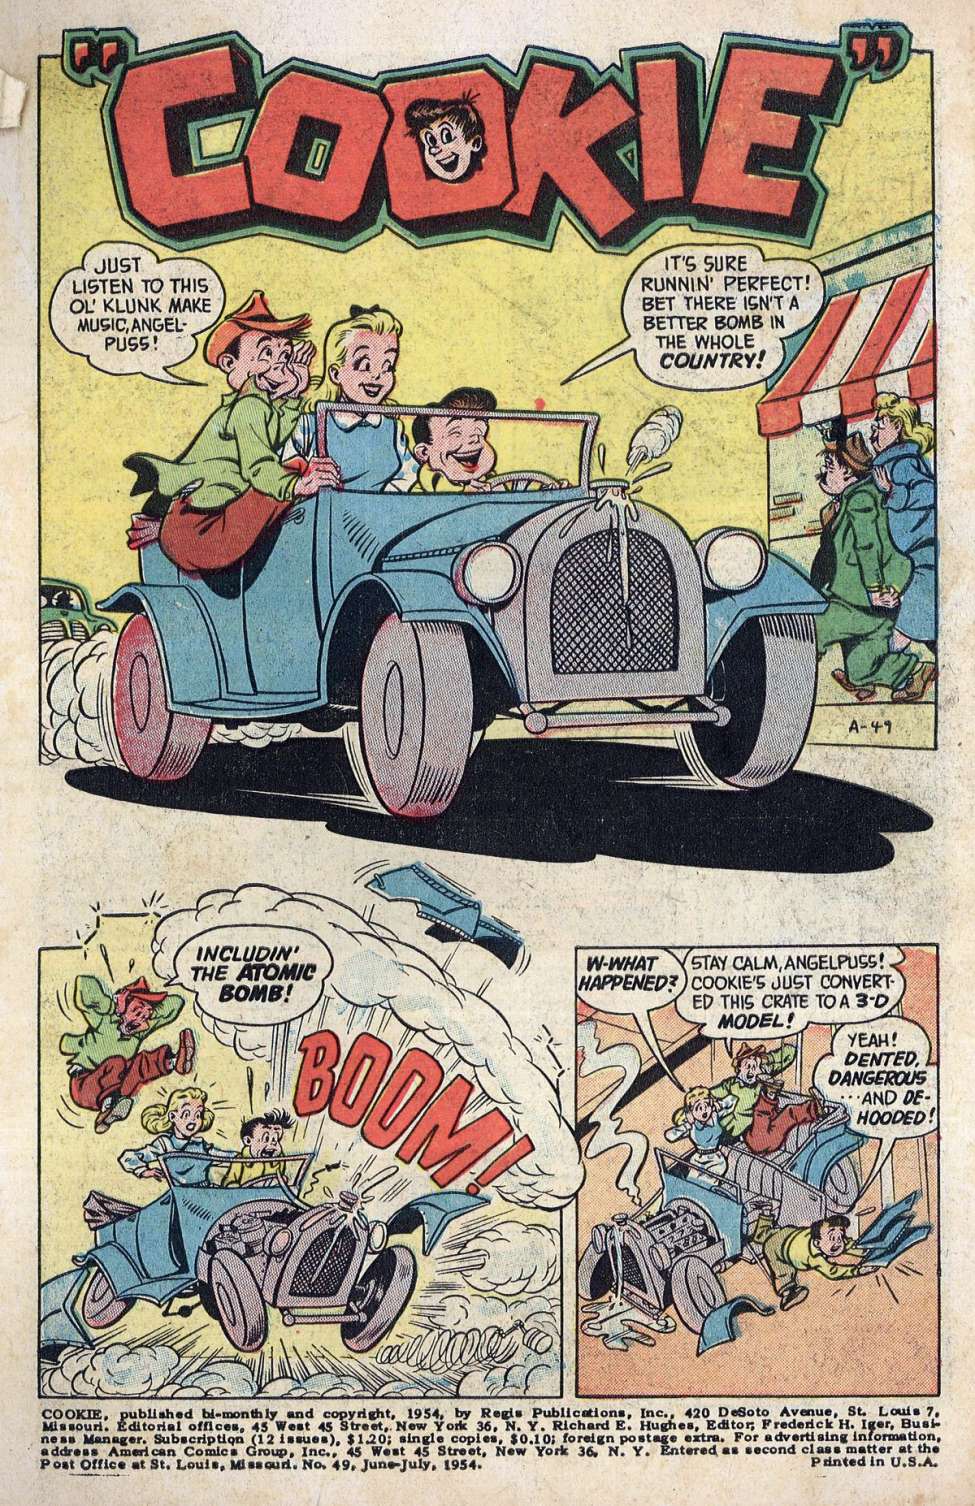 "COOKIE"
JUST
LISTEN TO THIS
OL' KLUNK MAKE
MUSIC, ANGEL-
PUSS!
IT'S SURE
RUNNIN' PERFECT!
BET THERE ISN'T A
BETTER BOMB IN
THE WHOLE
COUNTRY!
A-49
INCLUDIN'
THE ATOMIC
BOMB!
BOOM!
W-WHAT
HAPPENED?
STAY CALM, ANGELPUSS!
COOKIE'S JUST CONVERT-
ED THIS CRATE TO A 3-D
MODEL!
YEAH!
DENTED,
DANGEROUS
...AND DE-
HOODED!
COOKIE, published bi-monthly and copyright, 1954, by Regis Publications, Inc., 420 DeSoto Avenue, St. Louis 7,
Missouri. Editorial offices, 45 West 45 Street, New York 36, N. Y. Richard E. Hughes, Editor; Frederick H. Iger, Busi-
ness Manager. Subscription (12 issues), $1.20; single copies, $0.10; foreign postage extra. For advertising information,
address American Comics Group, Inc., 45 West 45 Street, New York 36, N. Y. Entered as second class matter at the
Post Office at St. Louis, Missouri. No. 49, June-July, 1954. Printed in U.S.A.